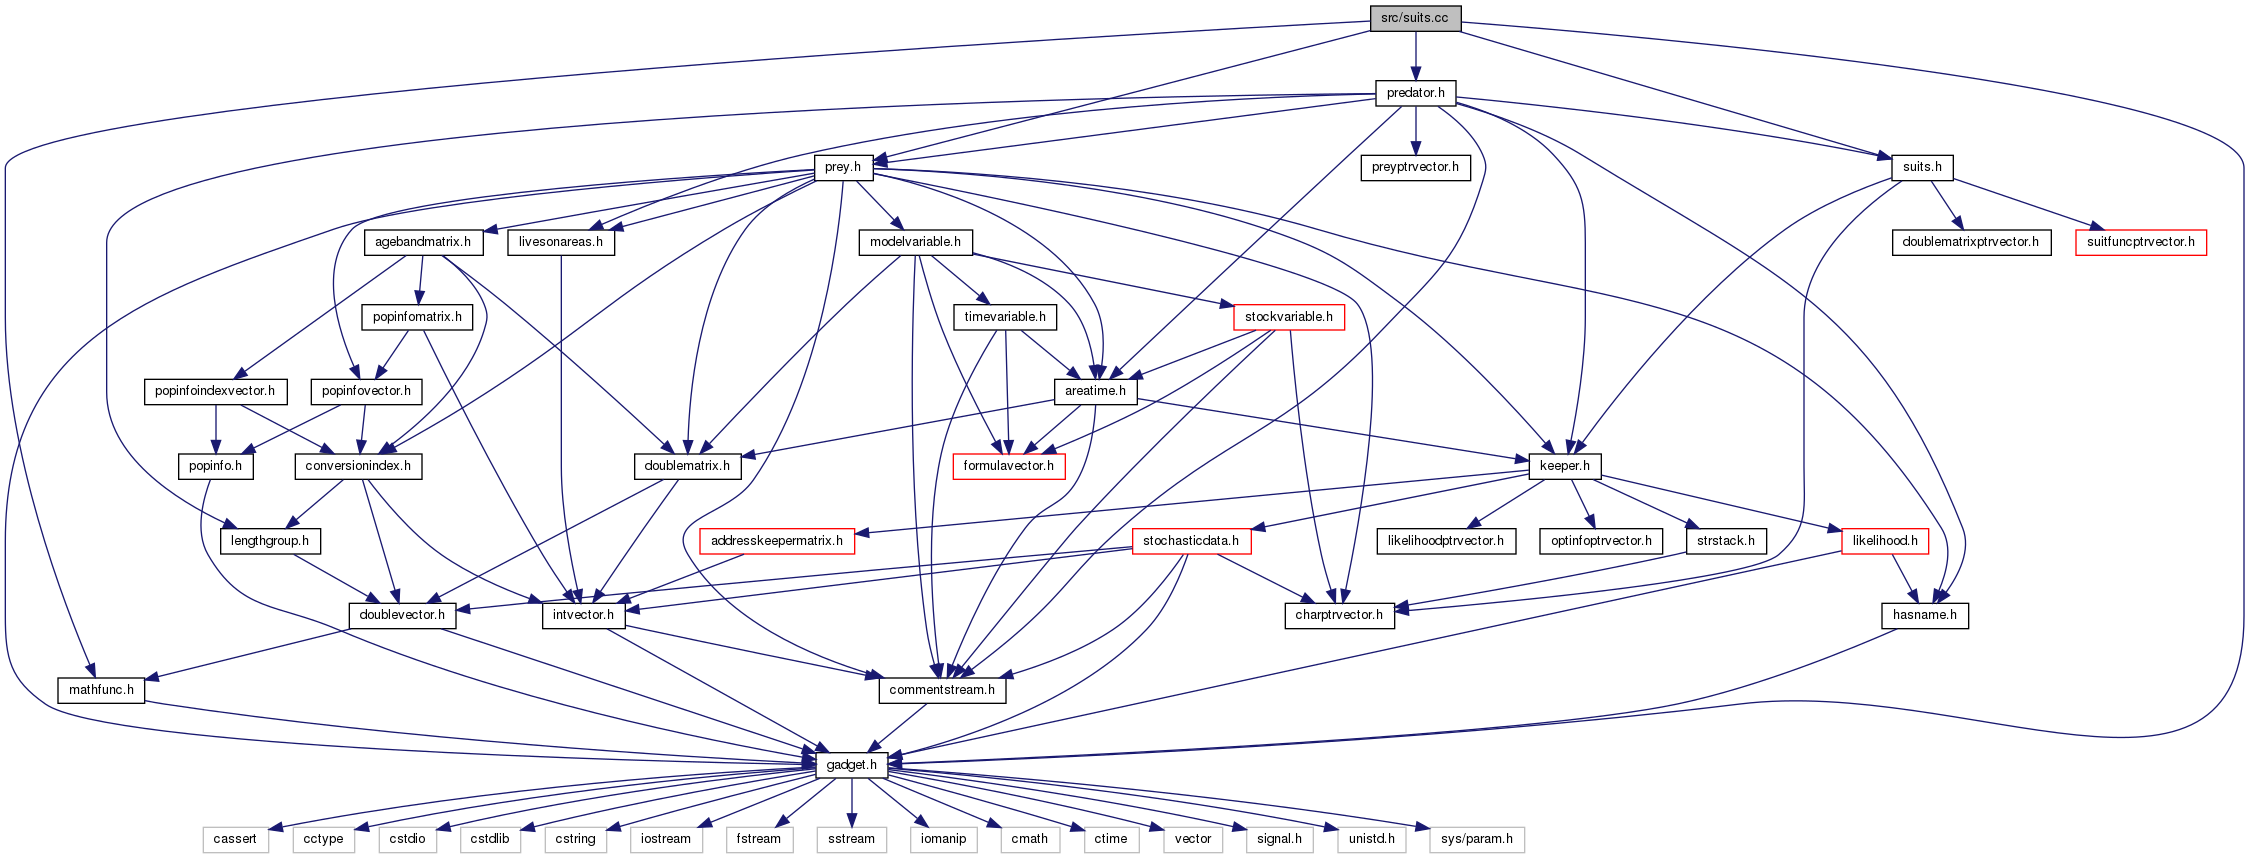 src/suits.cc
predator.h
prey.h
preyptrvector.h
suits.h
agebandmatrix.h
livesonareas.h
modelvariable.h
doublematrixptrvector.h
suitfuncptrvector.h
popinfomatrix.h
timevariable.h
stockvariable.h
popinfoindexvector.h
popinfovector.h
areatime.h
popinfo.h
conversionindex.h
doublematrix.h
formulavector.h
keeper.h
lengthgroup.h
addresskeepermatrix.h
stochasticdata.h
likelihoodptrvector.h
optinfoptrvector.h
strstack.h
likelihood.h
doublevector.h
intvector.h
charptrvector.h
hasname.h
mathfunc.h
commentstream.h
gadget.h
cassert
cctype
cstdio
cstdlib
cstring
iostream
fstream
sstream
iomanip
cmath
ctime
vector
signal.h
unistd.h
sys/param.h